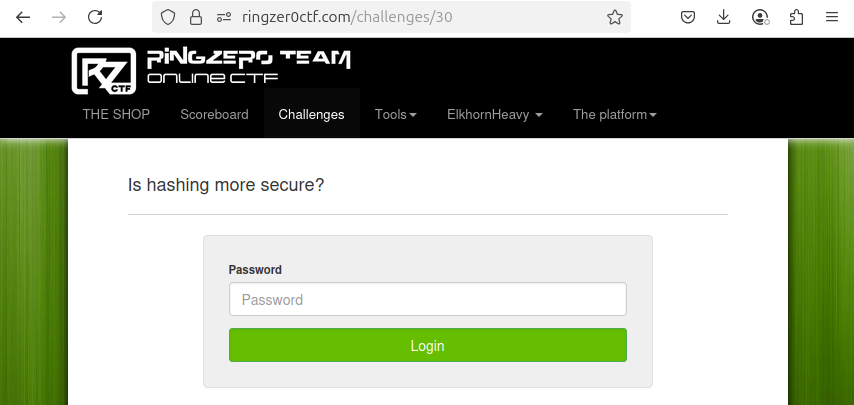 ringzer0ctf.com/challenges/30
RINGZERO TEAM
ONLINE CTF
RZ
CTF
THE SHOP Scoreboard Challenges Tools ElkhornHeavy The platform
Is hashing more secure?
Password
Password
Login